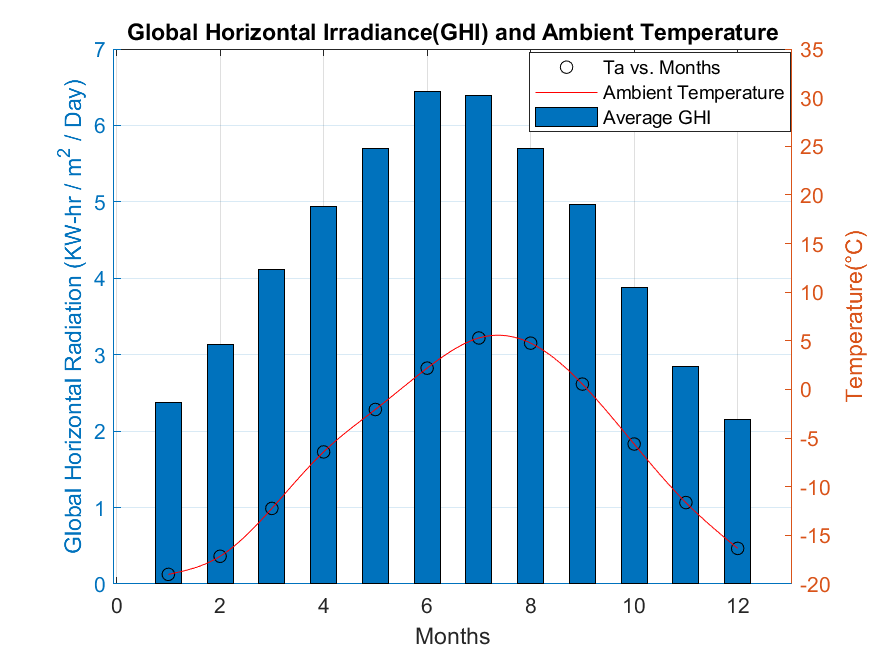 Global Horizontal Irradiance(GHI) and Ambient Temperature
Ta vs. Months
Ambient Temperature
Average GHI
Global Horizontal Radiation (KW-hr / m² / Day)
7
6
5
4
3
2
1
0
35
30
25
20
15
10
5
0
-5
-10
-15
-20
Temperature(°C)
0 2 4 6 8 10 12
Months